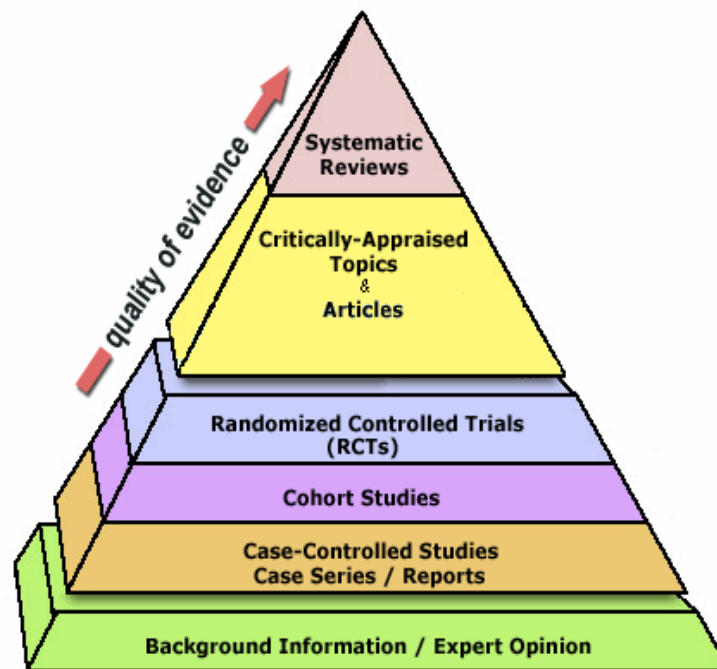 quality of evidence
Systematic
Reviews
Critically-Appraised
Topics
&
Articles
Randomized Controlled Trials
(RCTs)
Cohort Studies
Case-Controlled Studies
Case Series / Reports
Background Information / Expert Opinion